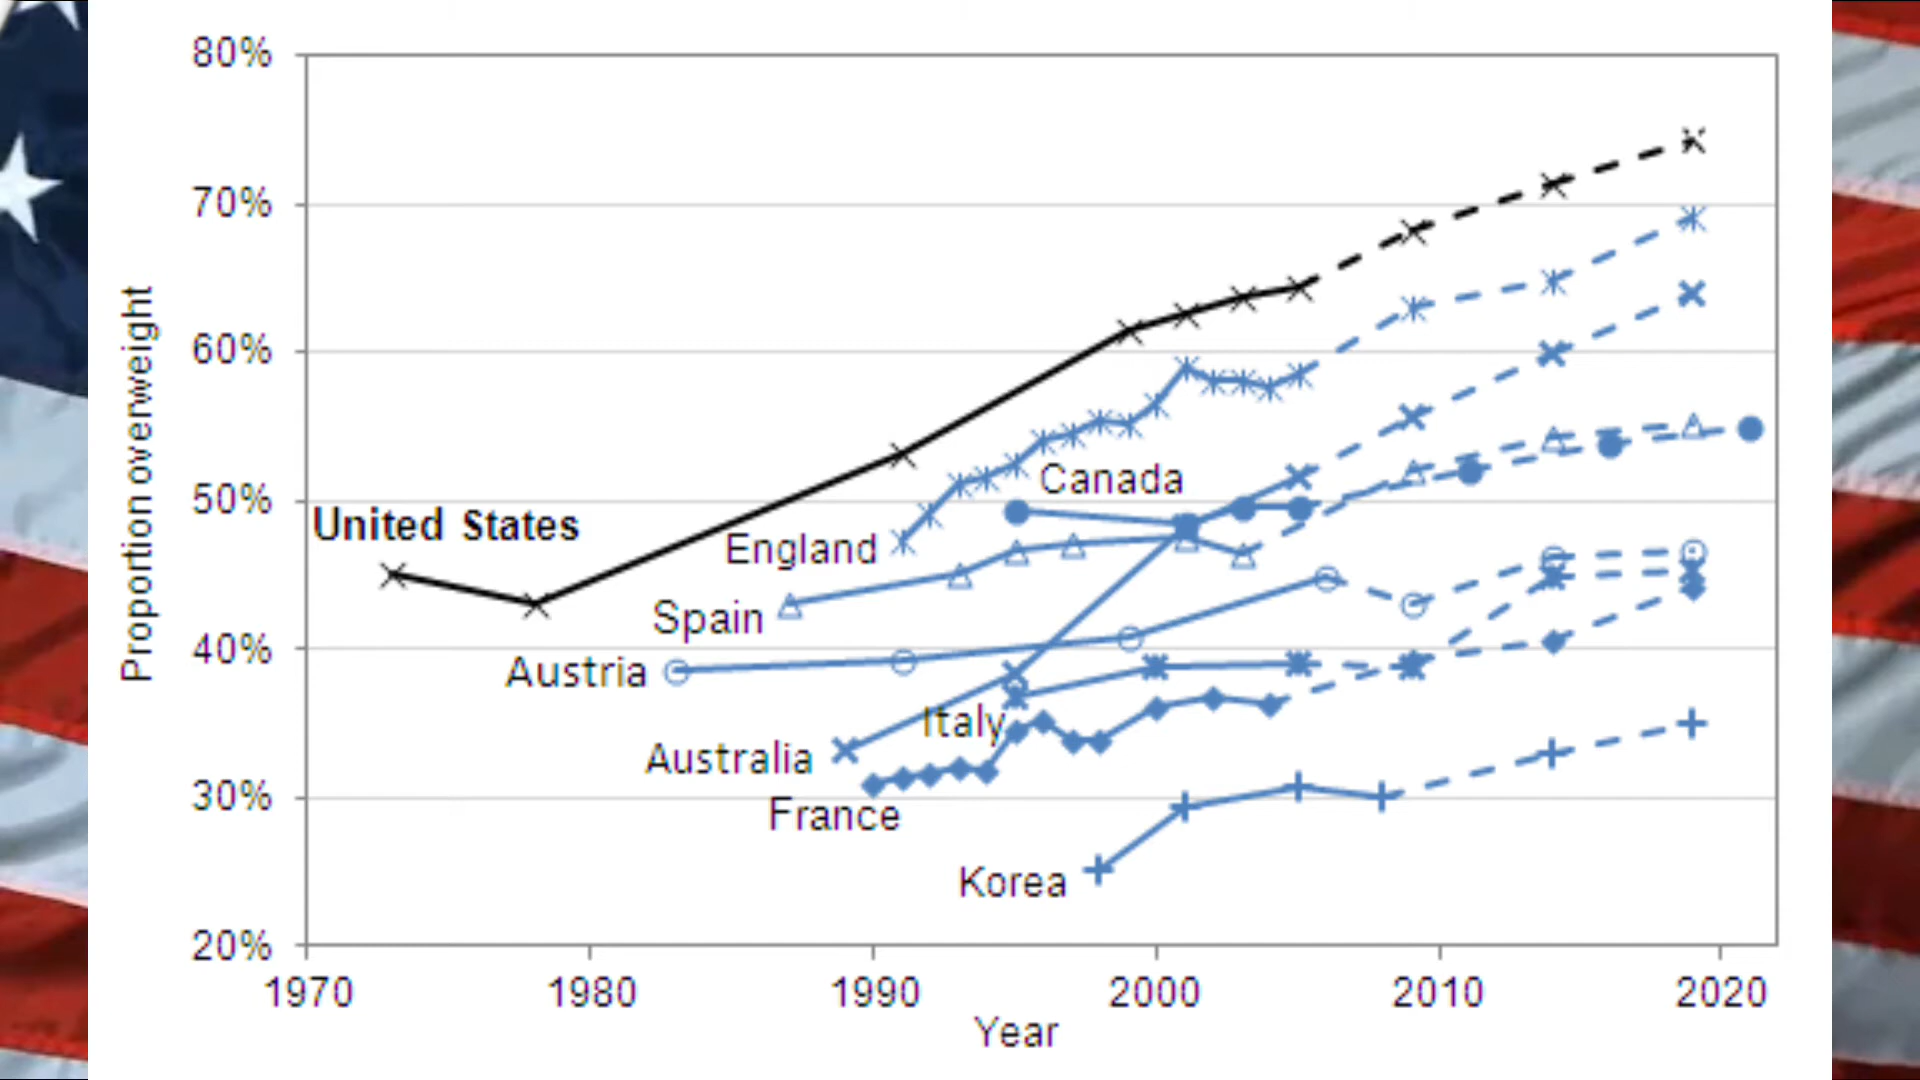 80%
70%
60%
50%
40%
30%
20%
Proportion overweight
United States
Canada
England
Spain
Austria
Italy
Australia
France
Korea
1970 1980 1990 2000 2010 2020
Year